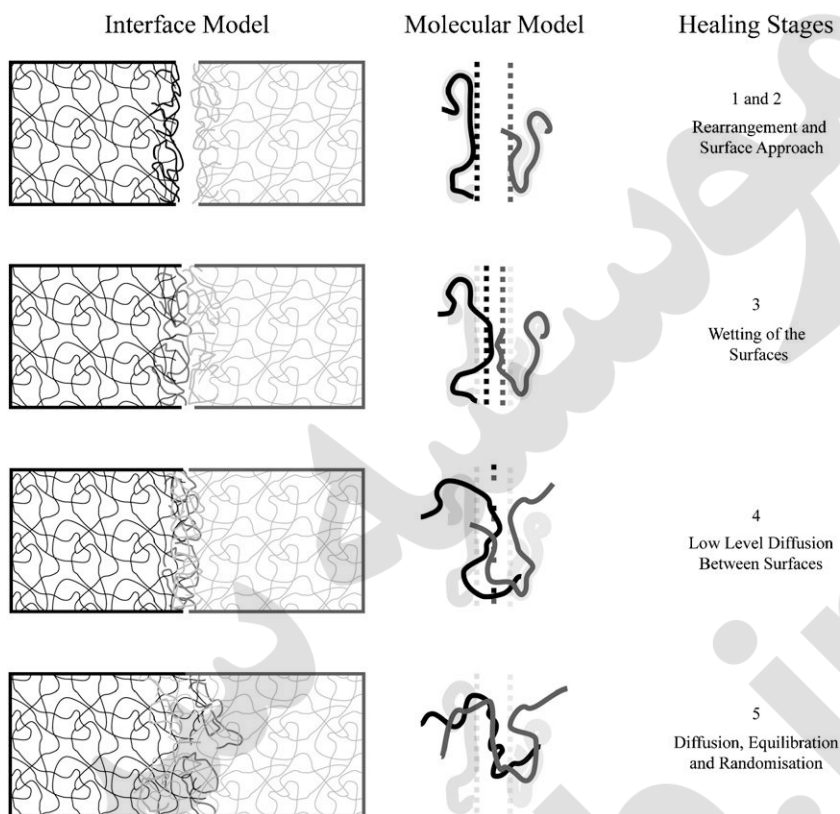 Interface Model
Molecular Model
Healing Stages
1 and 2
Rearrangement and
Surface Approach
3
Wetting of the
Surfaces
4
Low Level Diffusion
Between Surfaces
5
Diffusion, Equilibration
and Randomisation